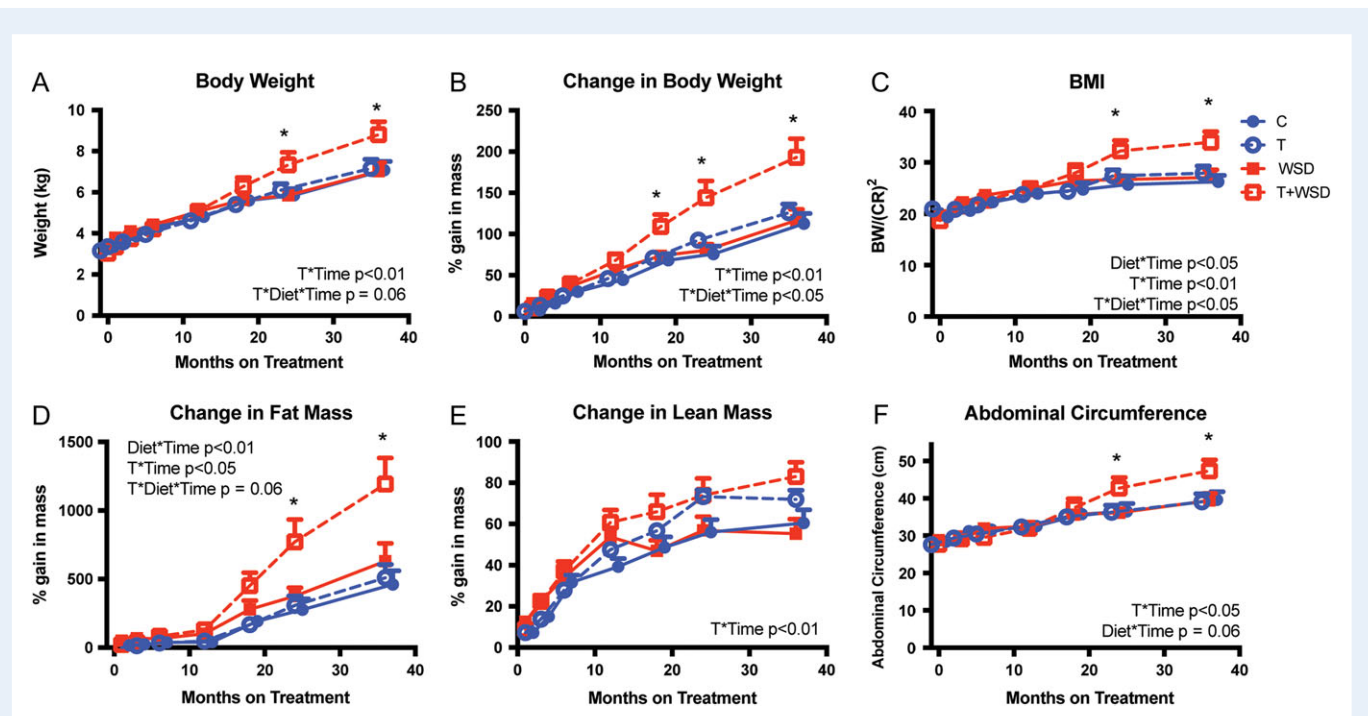 A
Body Weight
Weight (kg)
10
8
6
4
2
0
*
*
T*Time p<0.01
T*Diet*Time p = 0.06
0 10 20 30 40
Months on Treatment
B
Change in Body Weight
% gain in mass
250
200
150
100
50
0
*
*
*
T*Time p<0.01
T*Diet*Time p<0.05
0 10 20 30 40
Months on Treatment
C
BMI
BW/(CR)²
40
30
20
10
0
*
*
Diet*Time p<0.05
T*Time p<0.01
T*Diet*Time p<0.05
0 10 20 30 40
Months on Treatment
C
T
WSD
T+WSD
D
Change in Fat Mass
% gain in mass
1500
1000
500
0
Diet*Time p<0.01
T*Time p<0.05
T*Diet*Time p = 0.06
*
*
0 10 20 30 40
Months on Treatment
E
Change in Lean Mass
% gain in mass
100
80
60
40
20
0
T*Time p<0.01
0 10 20 30 40
Months on Treatment
F
Abdominal Circumference
Abdominal Circumference (cm)
50
40
30
20
10
0
*
*
T*Time p<0.05
Diet*Time p = 0.06
0 10 20 30 40
Months on Treatment